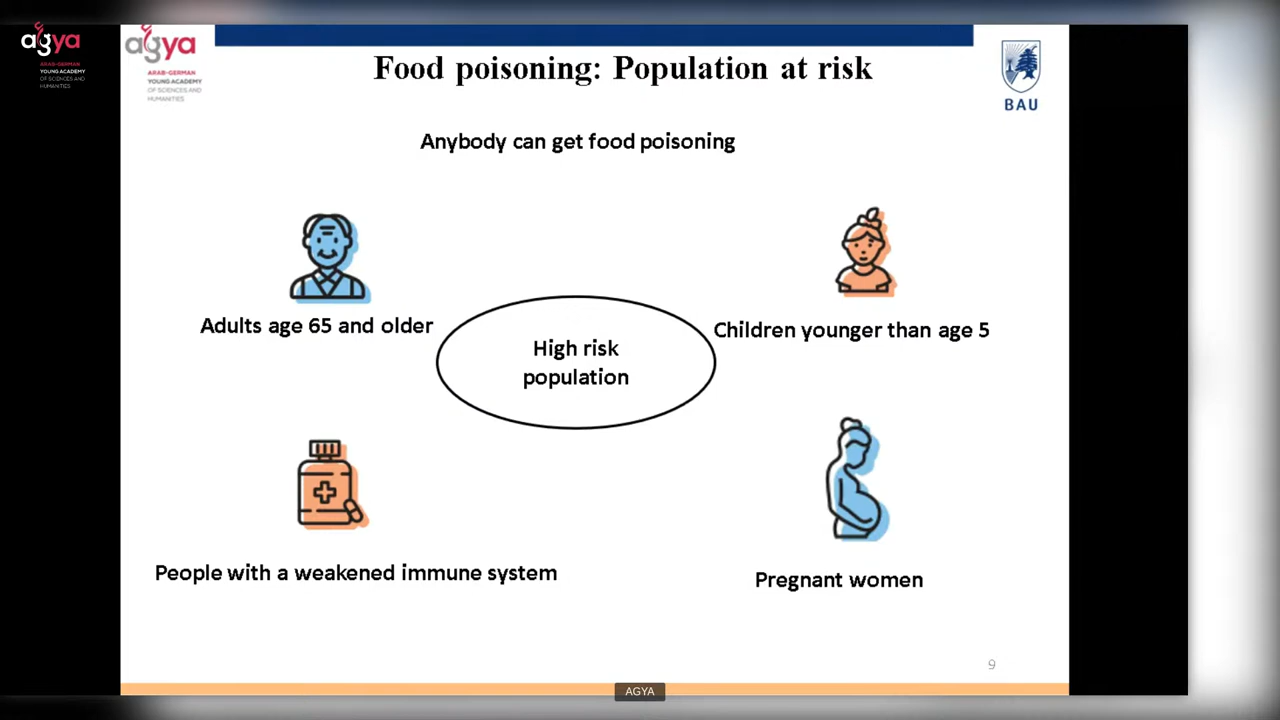 agya
ARAB-GERMAN
YOUNG ACADEMY
OF SCIENCES AND
HUMANITIES
agya
ARAB-GERMAN
YOUNG ACADEMY
OF SCIENCES AND
HUMANITIES
Food poisoning: Population at risk
BAU
Anybody can get food poisoning
Adults age 65 and older
Children younger than age 5
High risk
population
People with a weakened immune system
Pregnant women
9
AGYA